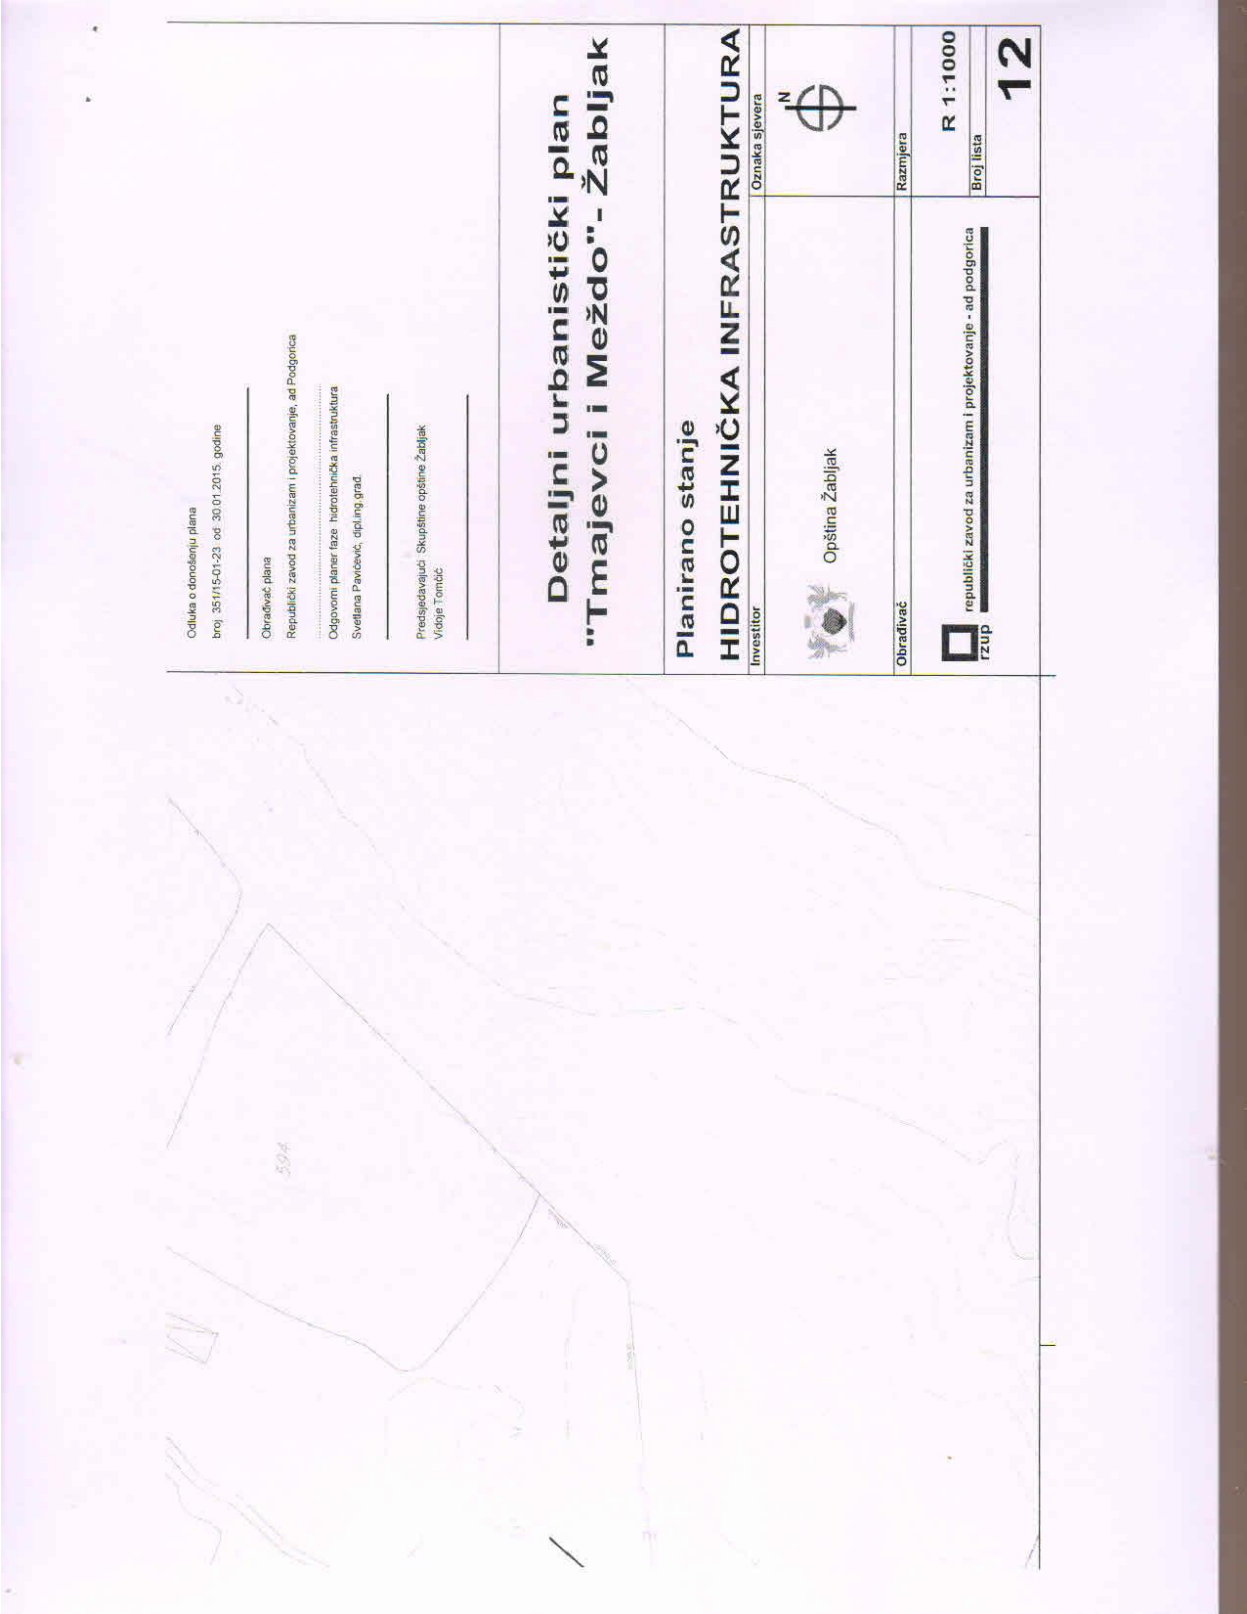 Odluka o donošenju plana
broj 351/15-01-23 od 30.01.2015. godine
Obrađivač plana
Republički zavod za urbanizam i projektovanje, ad Podgorica
Odgovorni planer faze hidrotehnička infrastruktura
Svetlana Pavićević, dipl.ing.građ.
Predsjedavajući Skupštine opštine Žabljak
Vidoje Tomčić
Detaljni urbanistički plan
"Tmajevci i Meždo"- Žabljak
Planirano stanje
HIDROTEHNIČKA INFRASTRUKTURA
Investitor
Oznaka sjevera
Opština Žabljak
N
Obrađivač
Razmjera
R 1:1000
rzup
republički zavod za urbanizam i projektovanje - ad podgorica
Broj lista
12
594